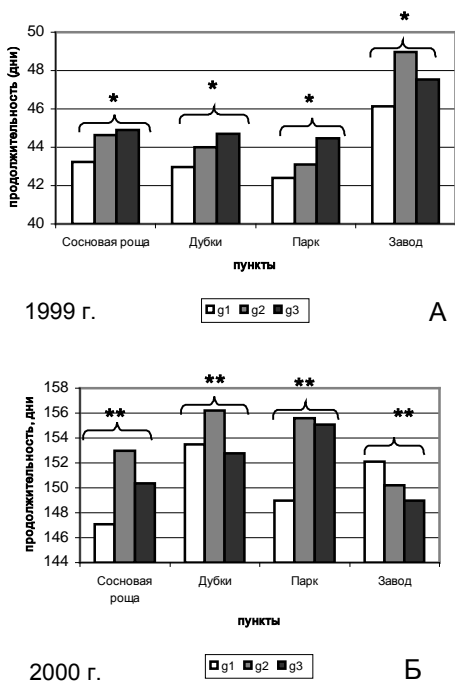 продолжительность (дни)
50
48
46
44
42
40
*
*
*
*
Сосновая роща
Дубки
Парк
Завод
пункты
1999 г.
g1 g2 g3
А
продолжительность, дни
158
156
154
152
150
148
146
144
**
**
**
**
Сосновая
роща
Дубки
Парк
Завод
пункты
2000 г.
g1 g2 g3
Б